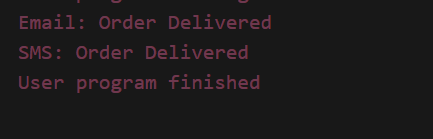 Email: Order Delivered
SMS: Order Delivered
User program finished